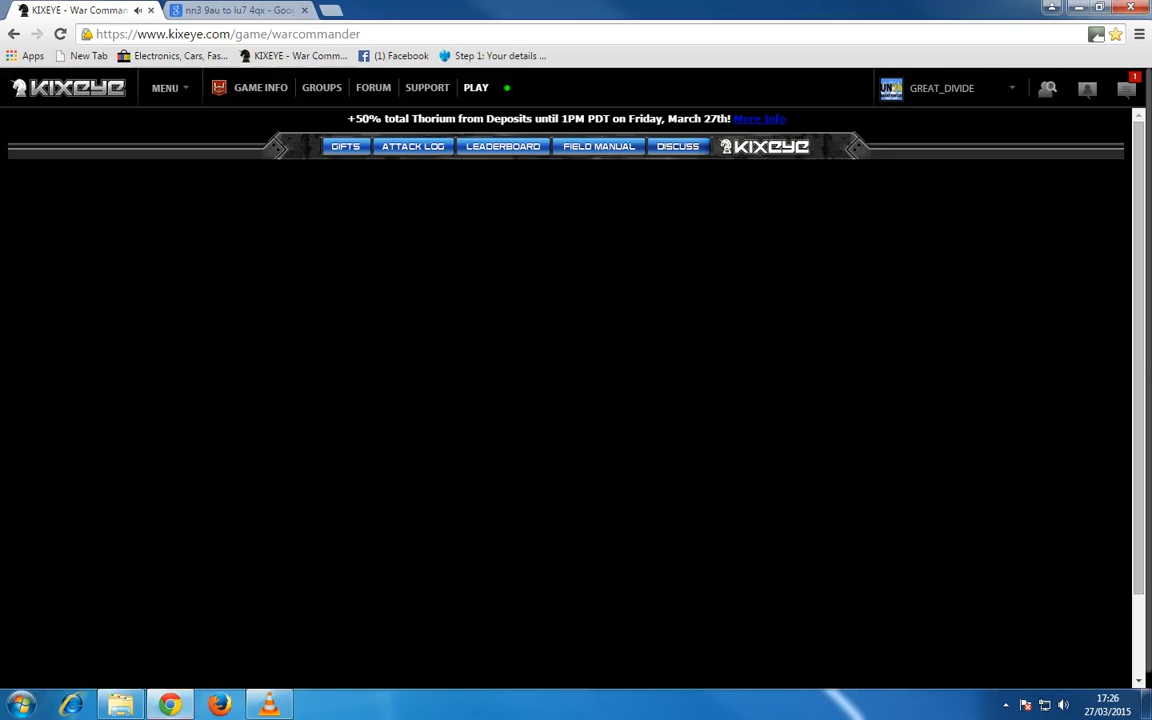 KIXEYE - War Comman
nn3 9au to lu7 4qx - Goo
https://www.kixeye.com/game/warcommander
Apps New Tab Electronics, Cars, Fas... KIXEYE - War Comm... (1) Facebook Step 1: Your details ...
KIXEYE MENU GAME INFO GROUPS FORUM SUPPORT PLAY GREAT_DIVIDE 1
+50% total Thorium from Deposits until 1PM PDT on Friday, March 27th! More Info
GIFTS ATTACK LOG LEADERBOARD FIELD MANUAL DISCUSS KIXEYE
17:26
27/03/2015